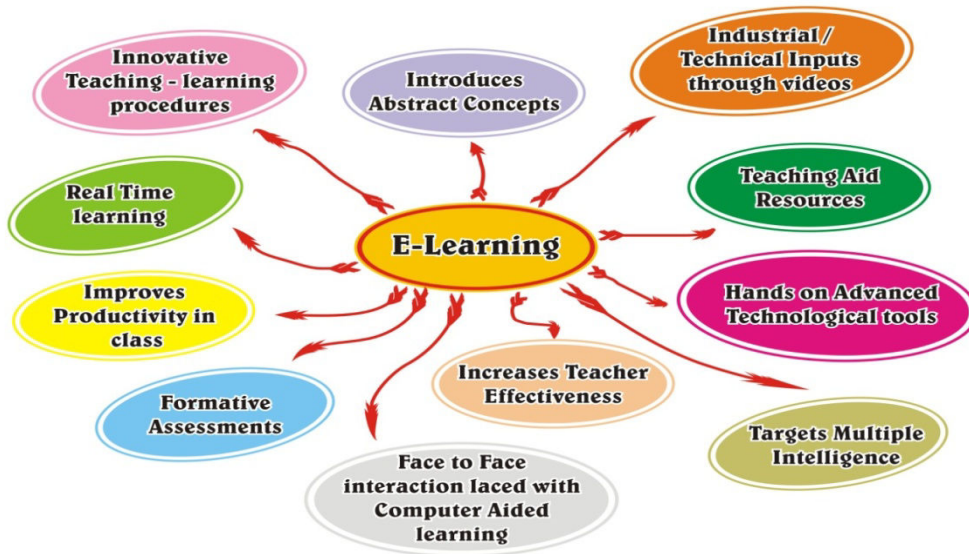 Innovative
Teaching - learning
procedures
Introduces
Abstract Concepts
Industrial /
Technical Inputs
through videos
Real Time
learning
Teaching Aid
Resources
E-Learning
Improves
Productivity in
class
Hands on Advanced
Technological tools
Formative
Assessments
Increases Teacher
Effectiveness
Targets Multiple
Intelligence
Face to Face
interaction laced with
Computer Aided
learning